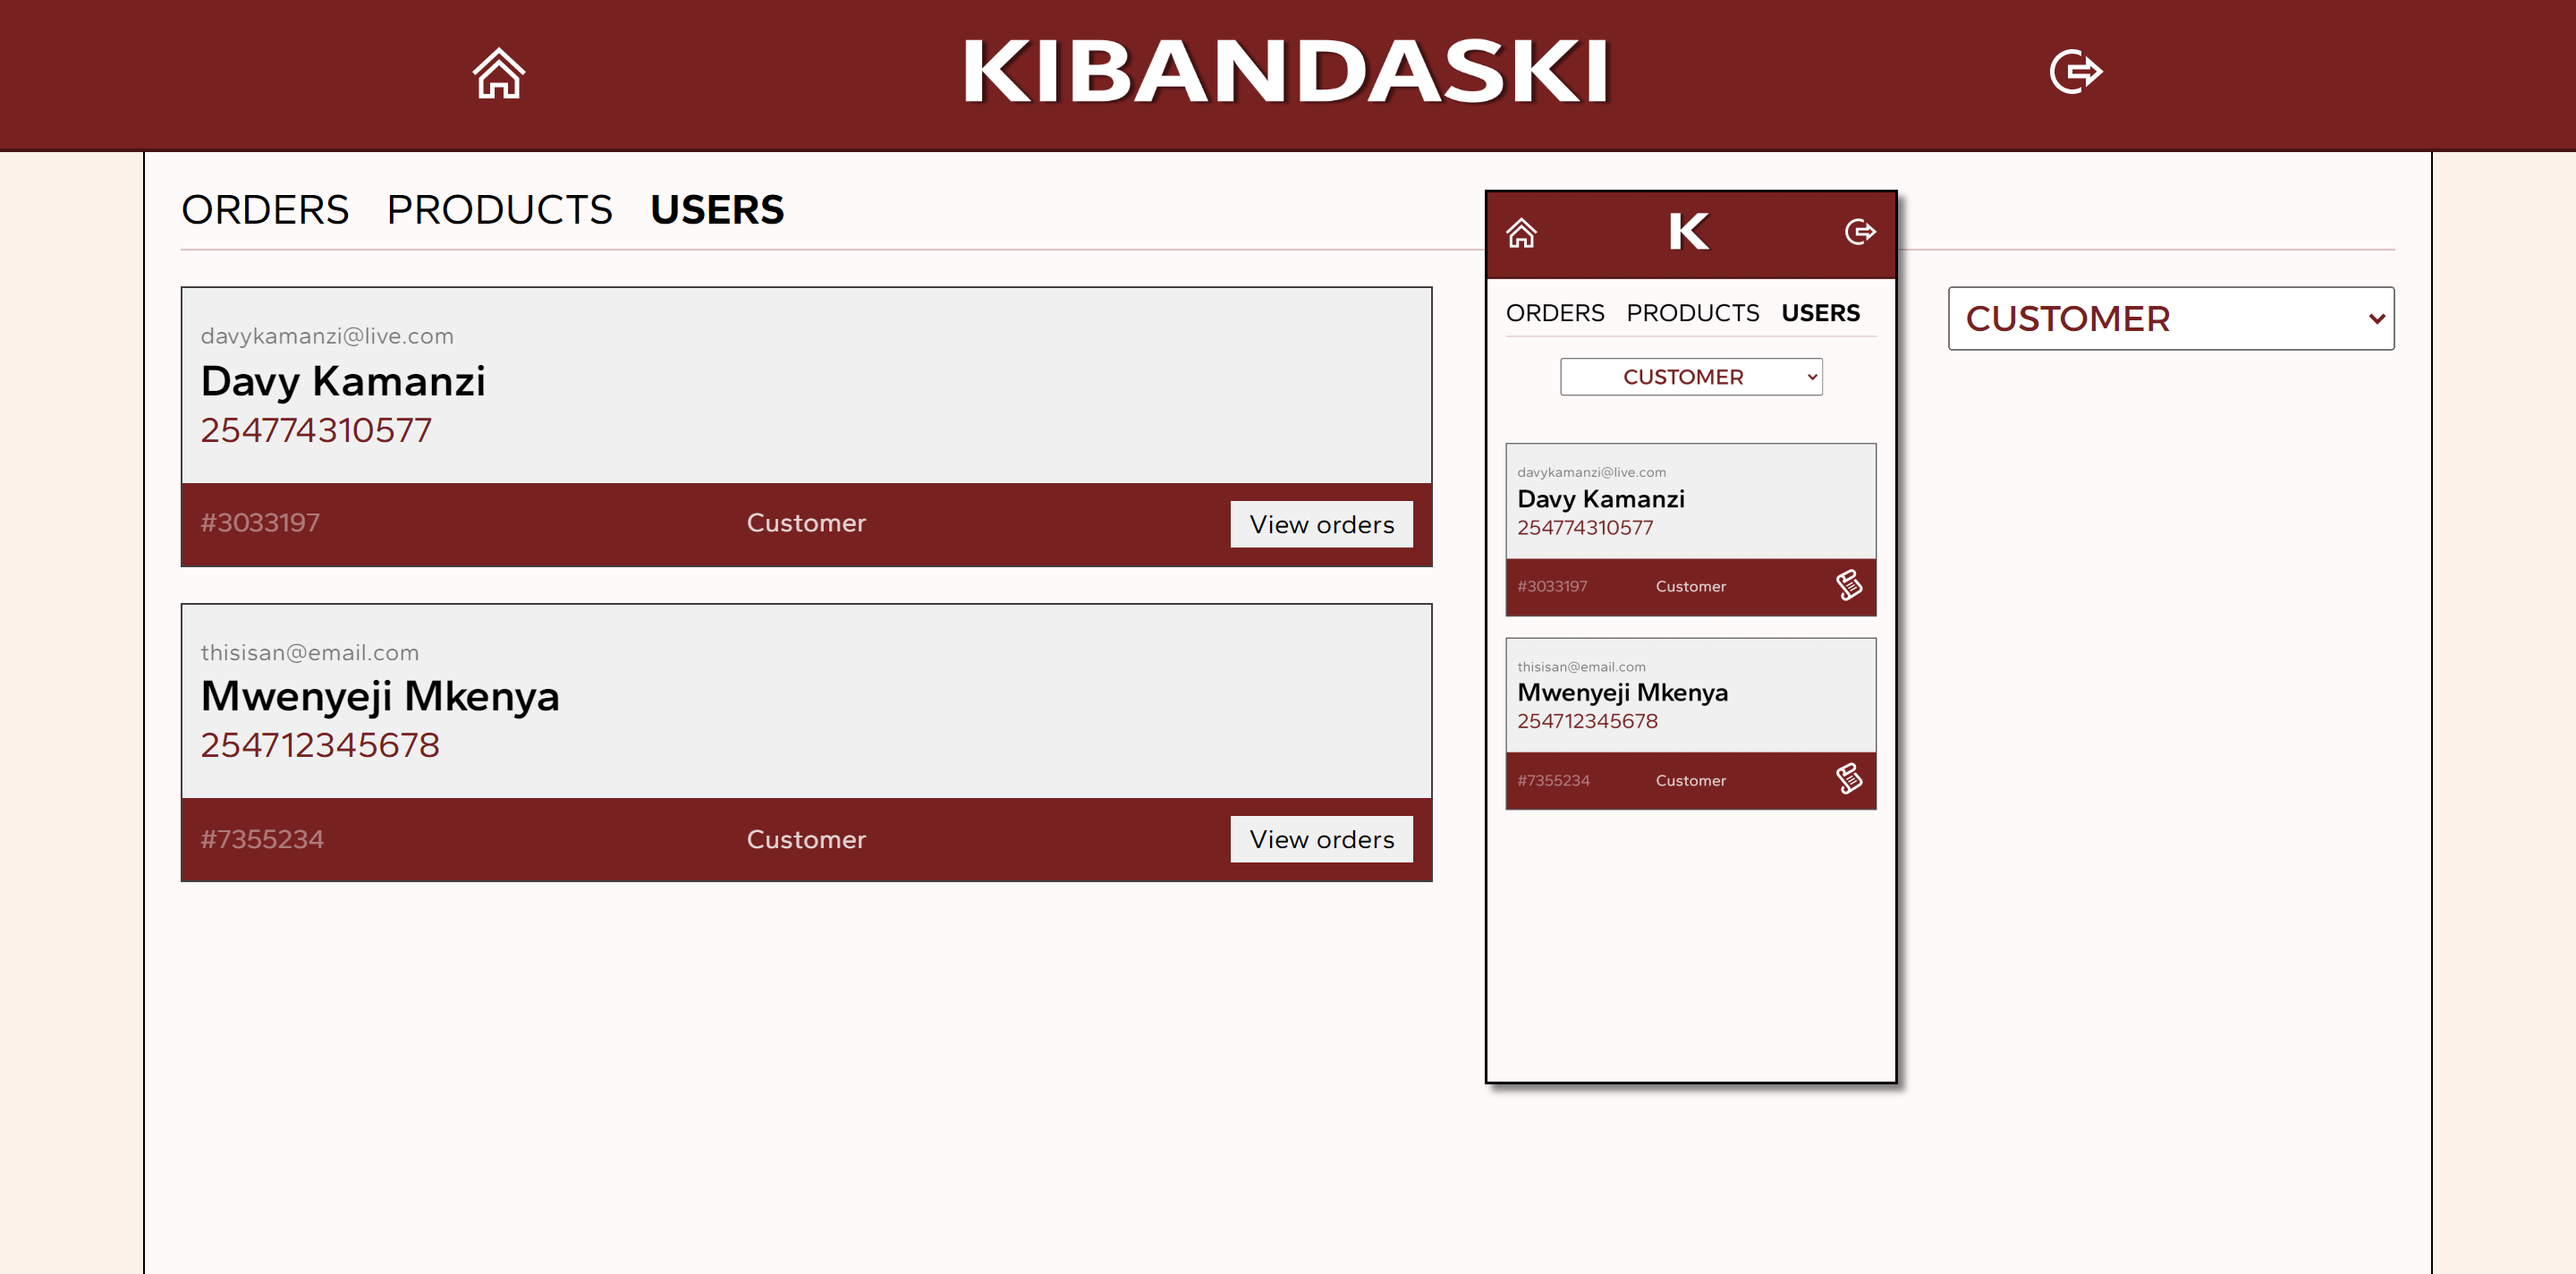 KIBANDASKI
ORDERS PRODUCTS USERS
davykamanzi@live.com
Davy Kamanzi
254774310577
#3033197 Customer View orders
thisisan@email.com
Mwenyeji Mkenya
254712345678
#7355234 Customer View orders
K
ORDERS PRODUCTS USERS
CUSTOMER
davykamanzi@live.com
Davy Kamanzi
254774310577
#3033197 Customer
thisisan@email.com
Mwenyeji Mkenya
254712345678
#7355234 Customer
CUSTOMER